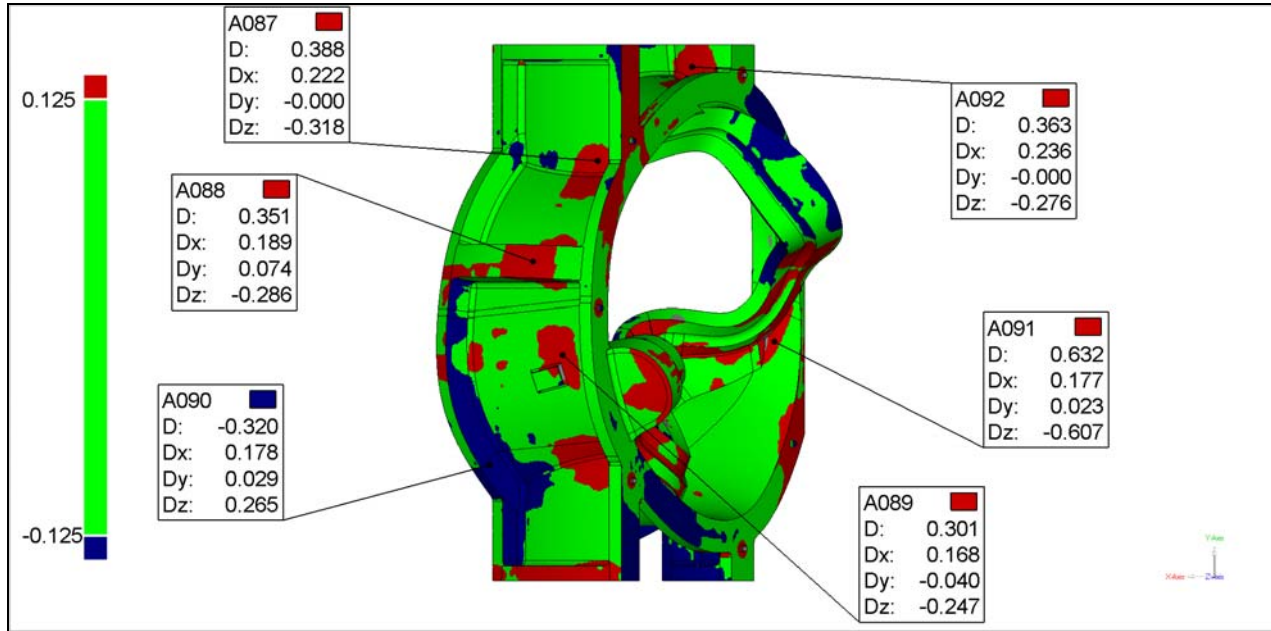 A087
D: 0.388
Dx: 0.222
Dy: -0.000
Dz: -0.318
0.125
A092
D: 0.363
Dx: 0.236
Dy: -0.000
Dz: -0.276
A088
D: 0.351
Dx: 0.189
Dy: 0.074
Dz: -0.286
A091
D: 0.632
Dx: 0.177
Dy: 0.023
Dz: -0.607
A090
D: -0.320
Dx: 0.178
Dy: 0.029
Dz: 0.265
A089
D: 0.301
Dx: 0.168
Dy: -0.040
Dz: -0.247
-0.125
Y-Axis
X-Axis
Z-Axis